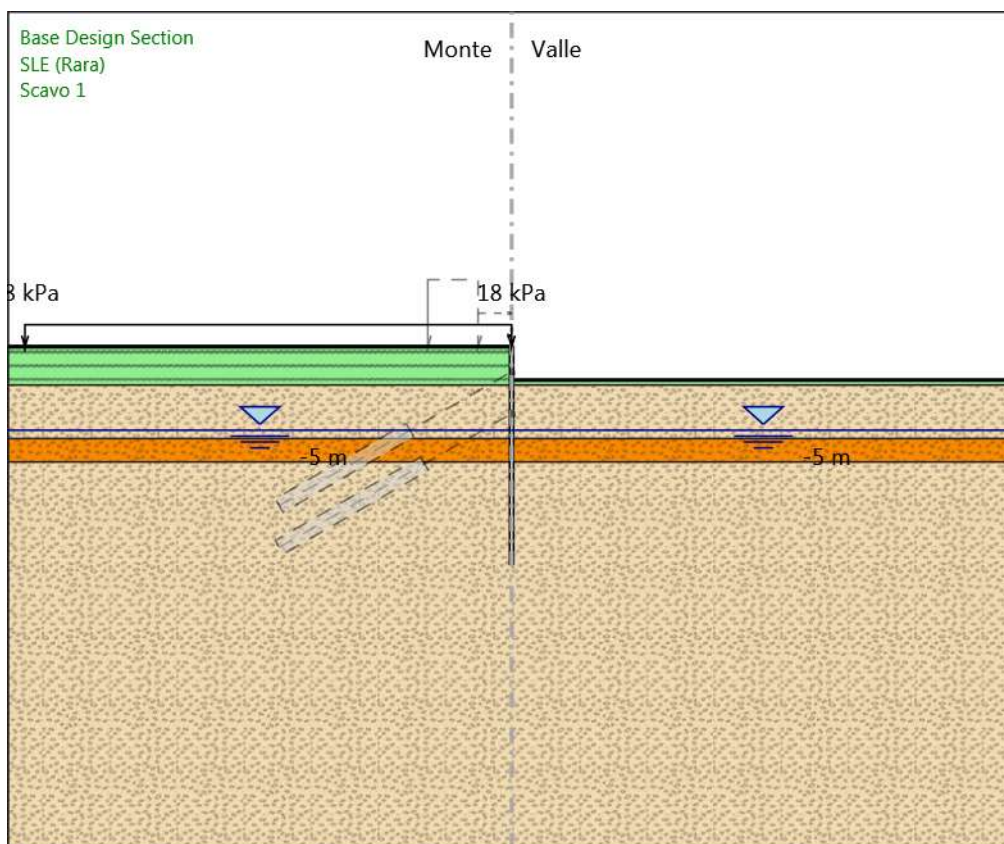 Base Design Section
SLE (Rara)
Scavo 1
Monte
Valle
kPa
18 kPa
-5 m
-5 m